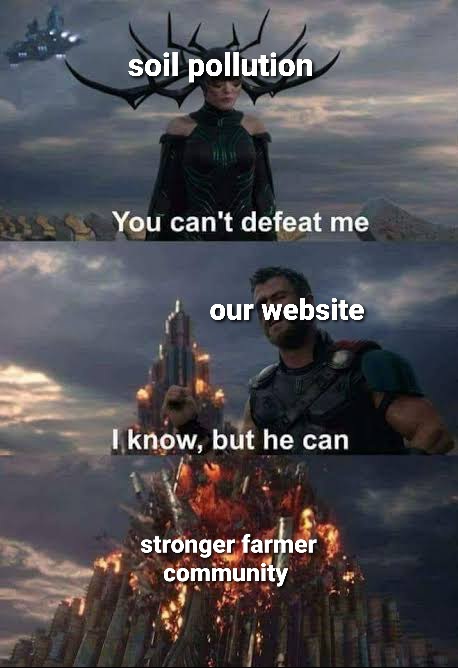 soil pollution
You can't defeat me
our website
I know, but he can
stronger farmer
community